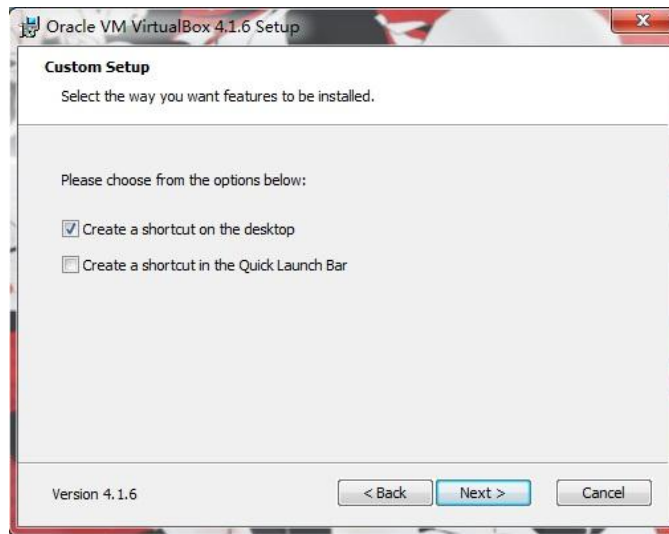 Oracle VM VirtualBox 4.1.6 Setup
Custom Setup
Select the way you want features to be installed.
Please choose from the options below:
Create a shortcut on the desktop
Create a shortcut in the Quick Launch Bar
Version 4.1.6
< Back
Next >
Cancel